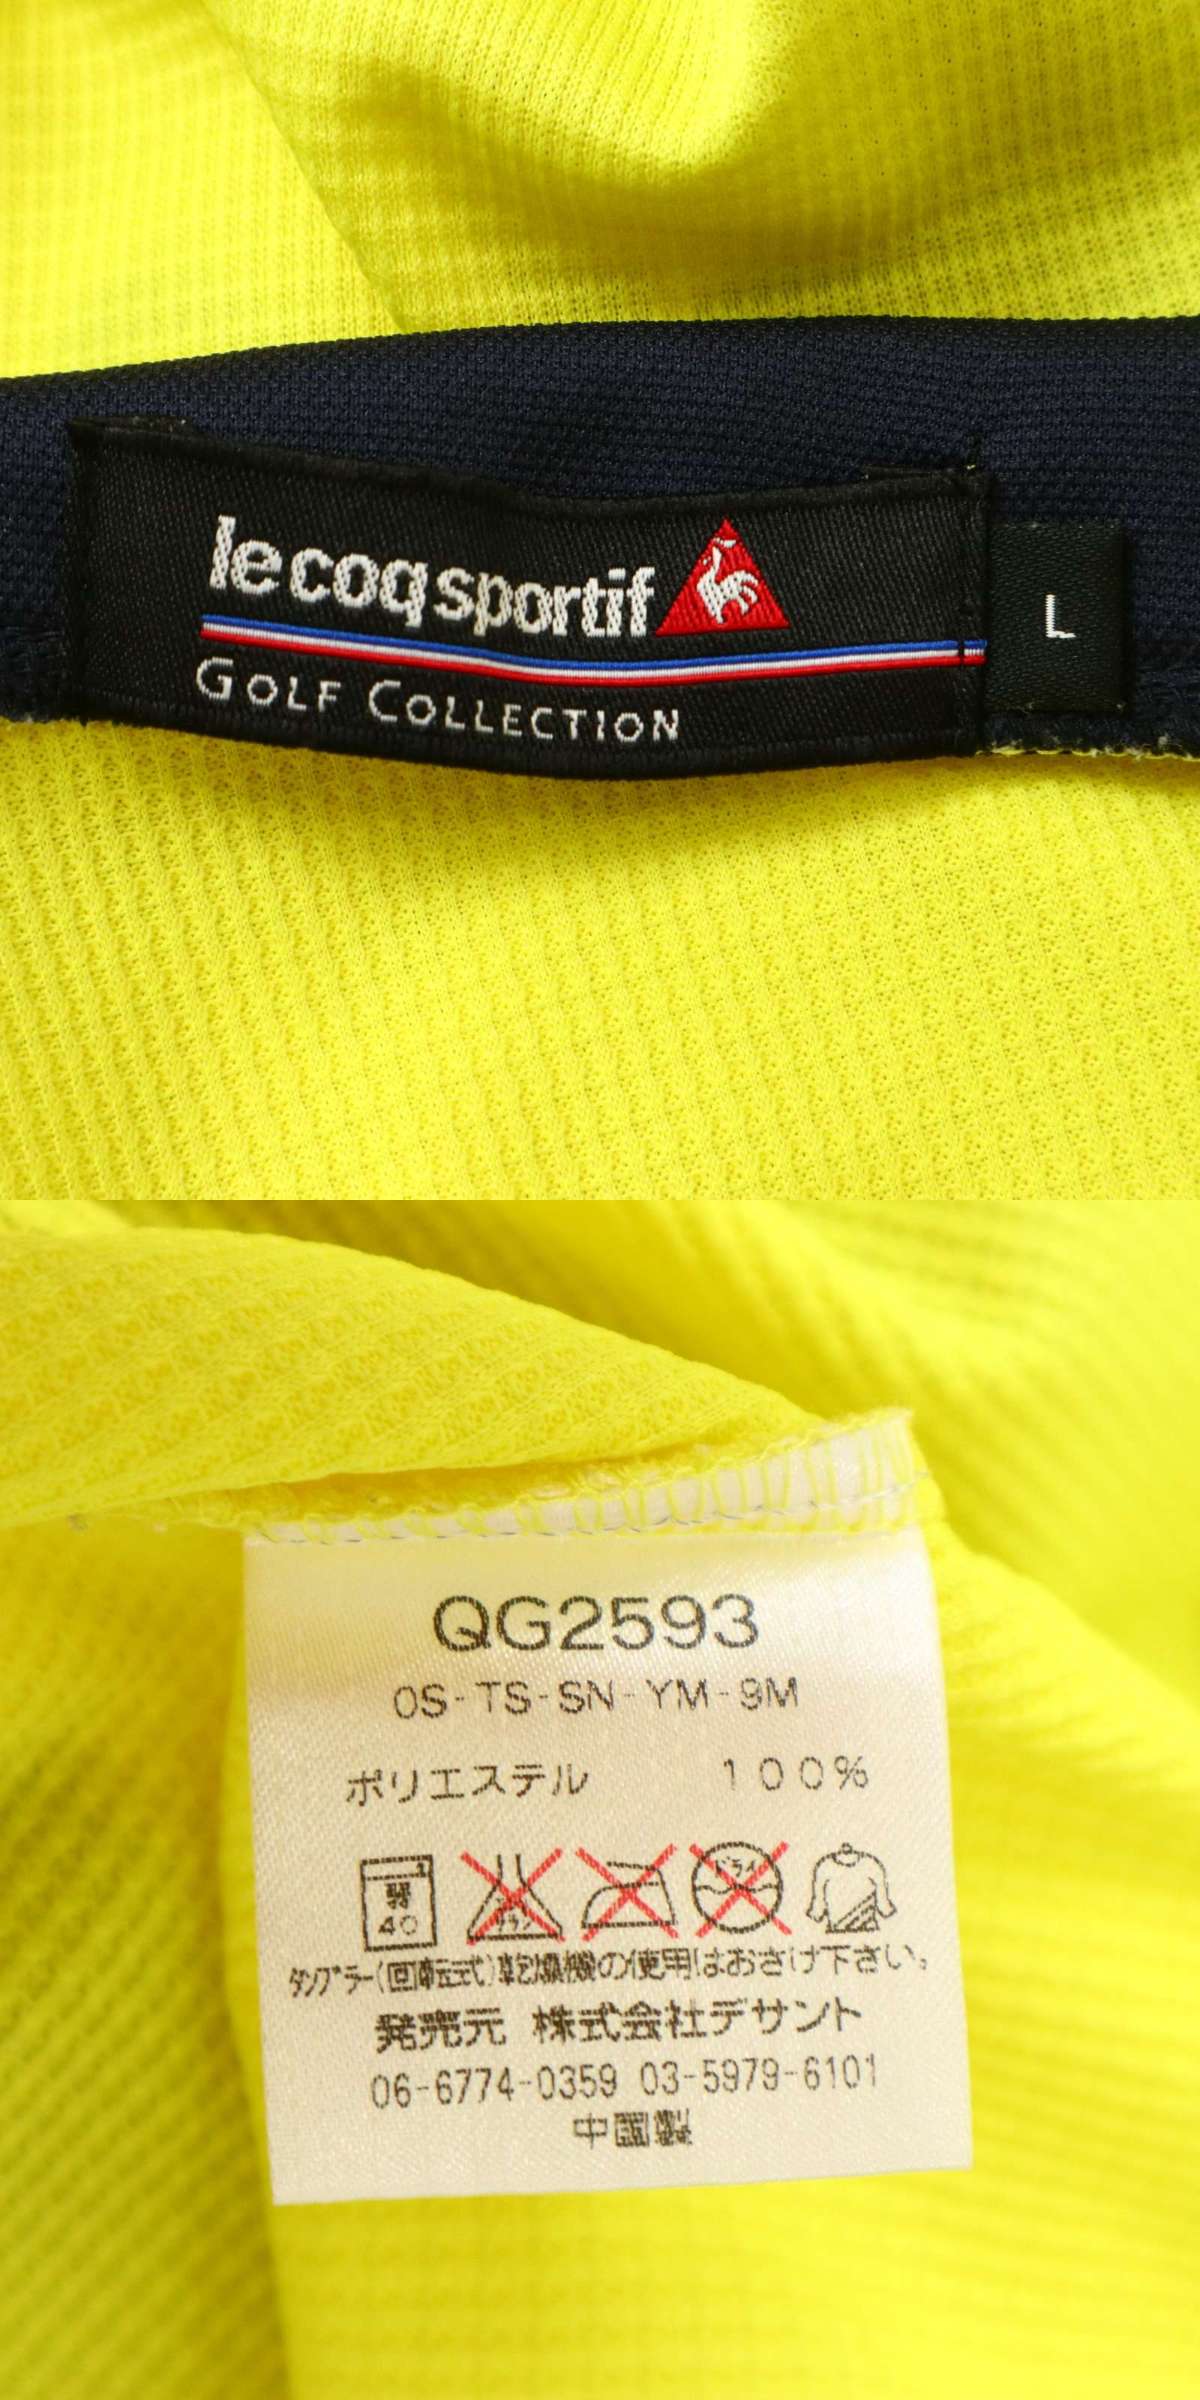 le coq sportif
L
GOLF COLLECTION
QG2593
OS-TS-SN-YM-9M
ポリエステル 100%
弱
40
ドライ
タンブラー(回転式)乾燥機の使用はおさけ下さい。
発売元 株式会社デサント
06-6774-0359 03-5979-6101
中国製